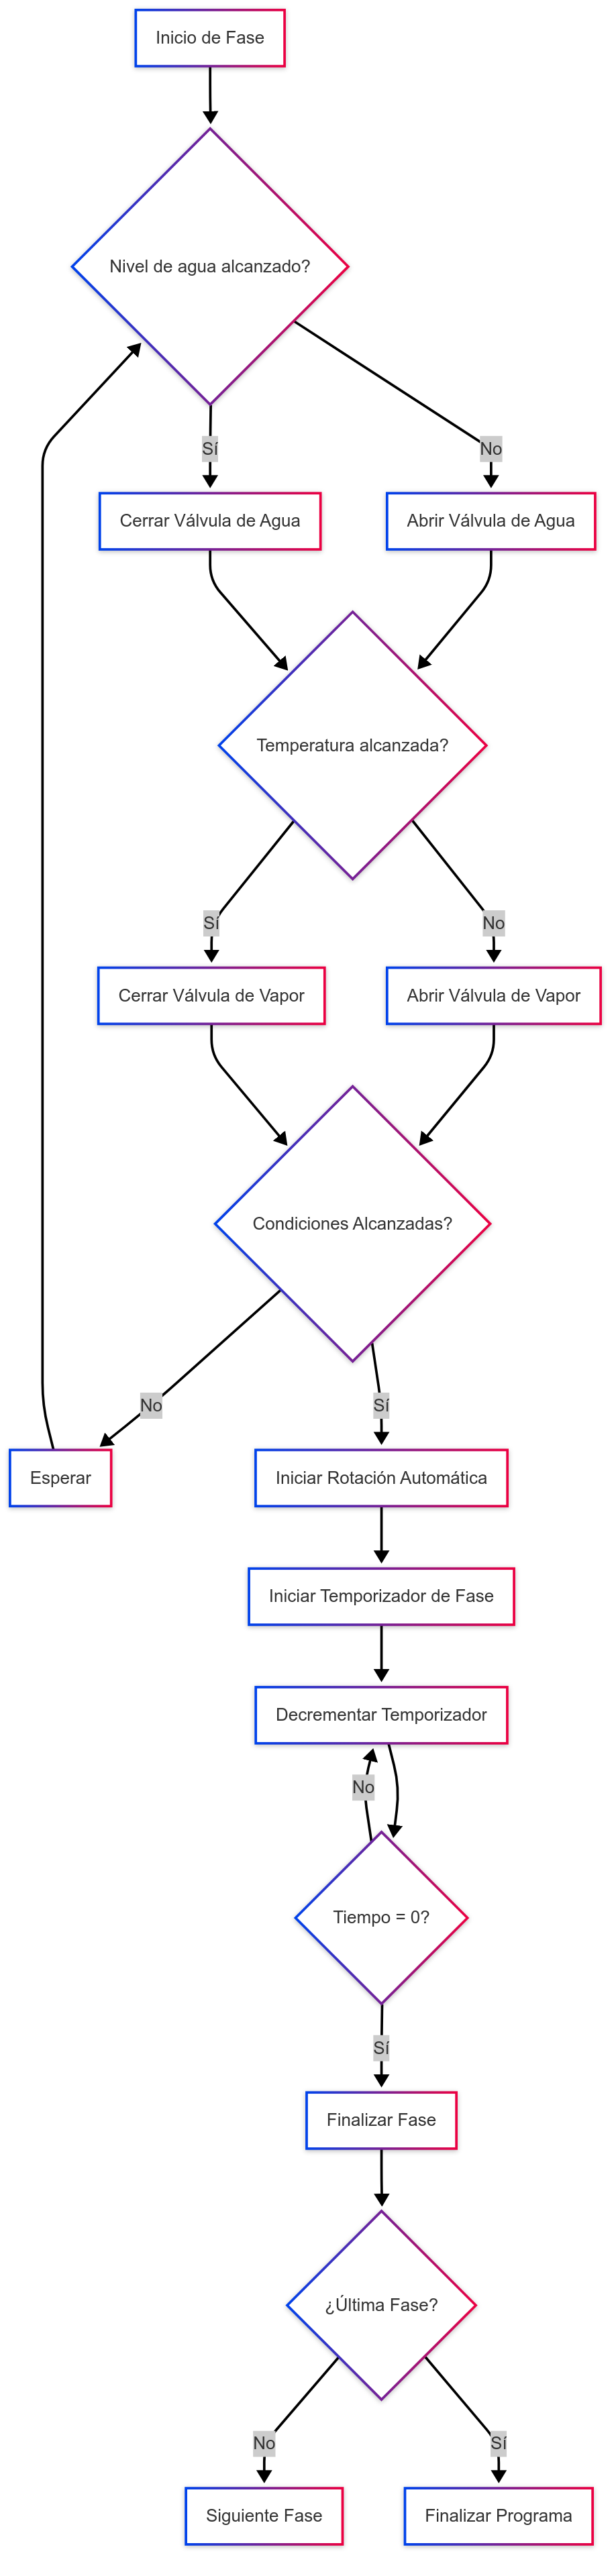 Inicio de Fase
Nivel de agua alcanzado?
Sí
No
Cerrar Válvula de Agua
Abrir Válvula de Agua
Temperatura alcanzada?
Sí
No
Cerrar Válvula de Vapor
Abrir Válvula de Vapor
Condiciones Alcanzadas?
No
Sí
Esperar
Iniciar Rotación Automática
Iniciar Temporizador de Fase
Decrementar Temporizador
No
Tiempo = 0?
Sí
Finalizar Fase
¿Última Fase?
No
Sí
Siguiente Fase
Finalizar Programa